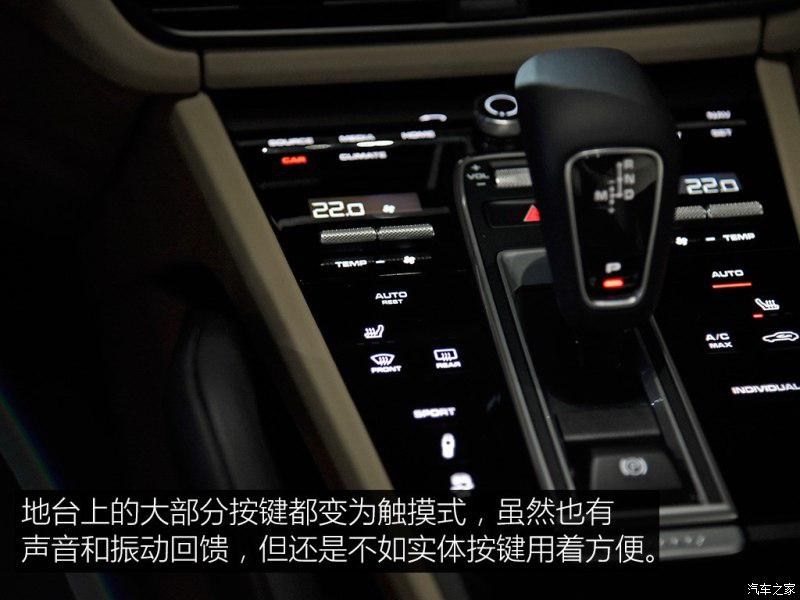 SOURCE MEDIA HOME NAV
CAR CLIMATE SET
+
VOL
−
R
N
M D
P
22.0 22.0
TEMP TEMP
AUTO
REST
AUTO
FRONT REAR
A/C
MAX
SPORT
INDIVIDUAL
(P)
地台上的大部分按键都变为触摸式，虽然也有
声音和振动回馈，但还是不如实体按键用着方便。
汽车之家